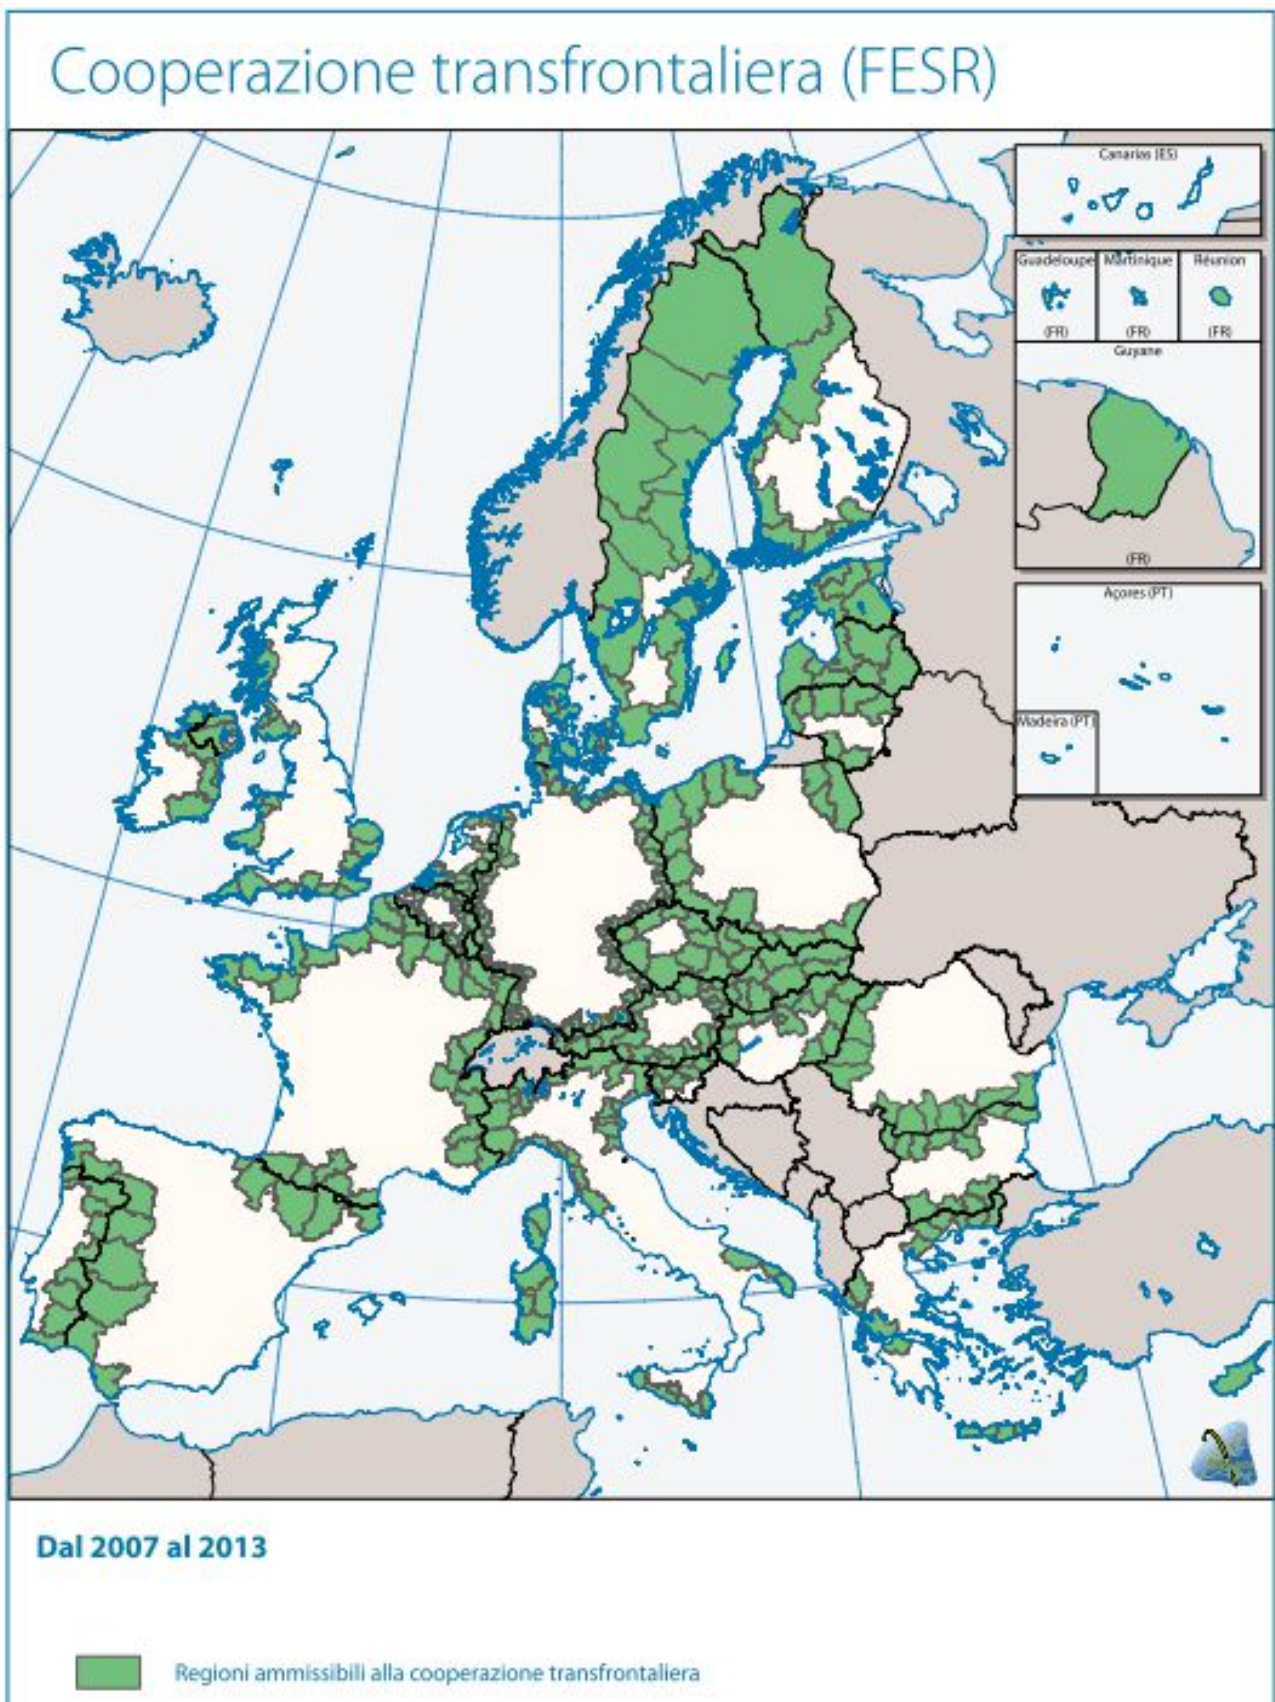 Cooperazione transfrontaliera (FESR)
Canarias (ES)
Guadeloupe
Martinique
Réunion
(FR)
(FR)
(FR)
Guyane
(FR)
Açores (PT)
Madeira (PT)
Dal 2007 al 2013
Regioni ammissibili alla cooperazione transfrontaliera